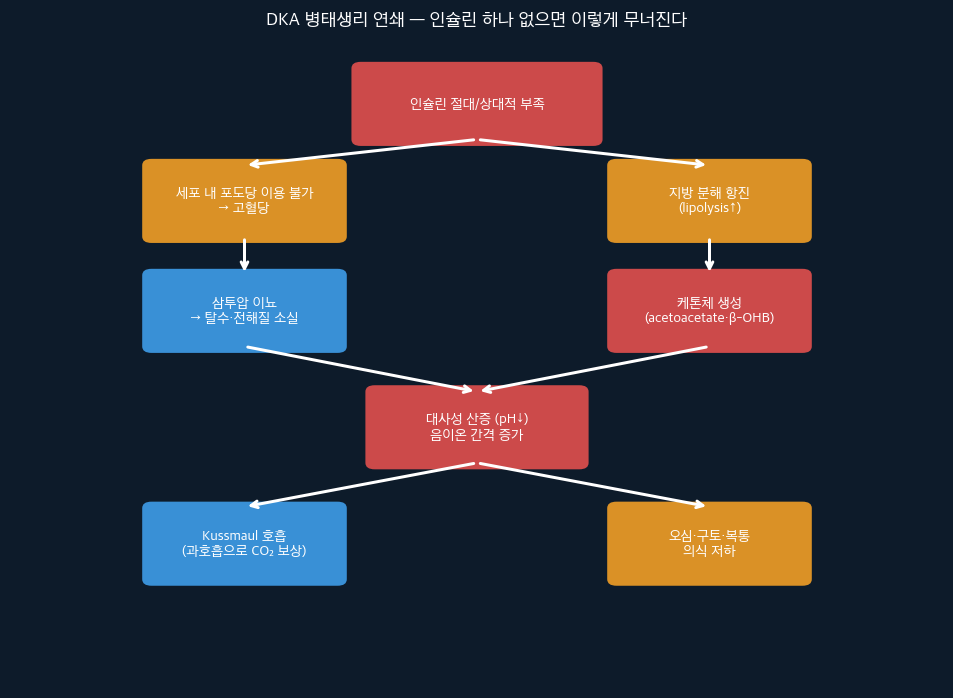 DKA 병태생리 연쇄 — 인슐린 하나 없으면 이렇게 무너진다
인슐린 절대/상대적 부족
세포 내 포도당 이용 불가
→ 고혈당
지방 분해 항진
(lipolysis↑)
삼투압 이뇨
→ 탈수·전해질 소실
케톤체 생성
(acetoacetate·β-OHB)
대사성 산증 (pH↓)
음이온 간격 증가
Kussmaul 호흡
(과호흡으로 CO₂ 보상)
오심·구토·복통
의식 저하